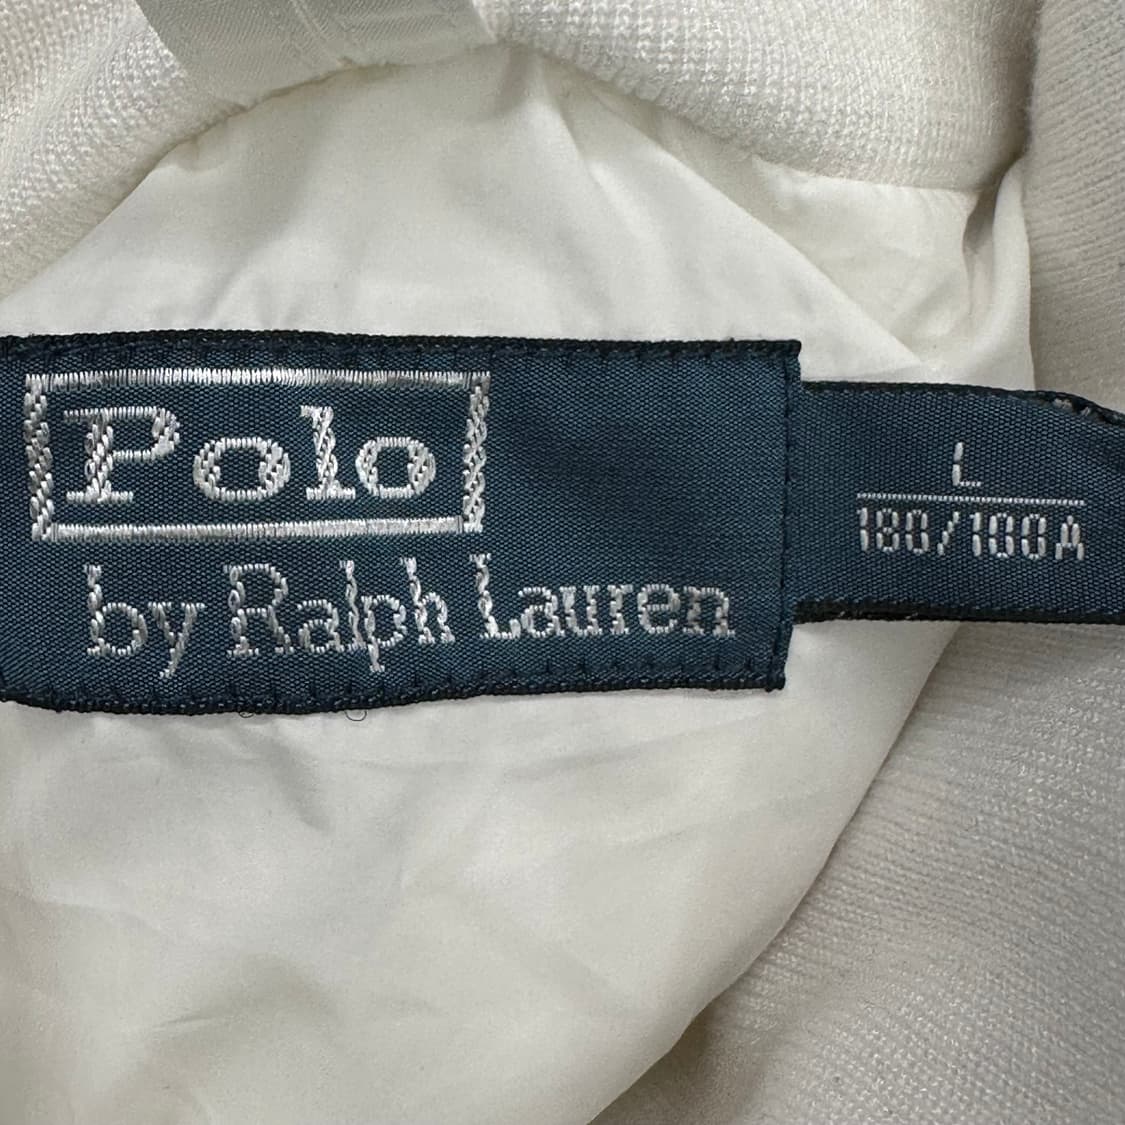 Polo
by Ralph Lauren
L
180/100A